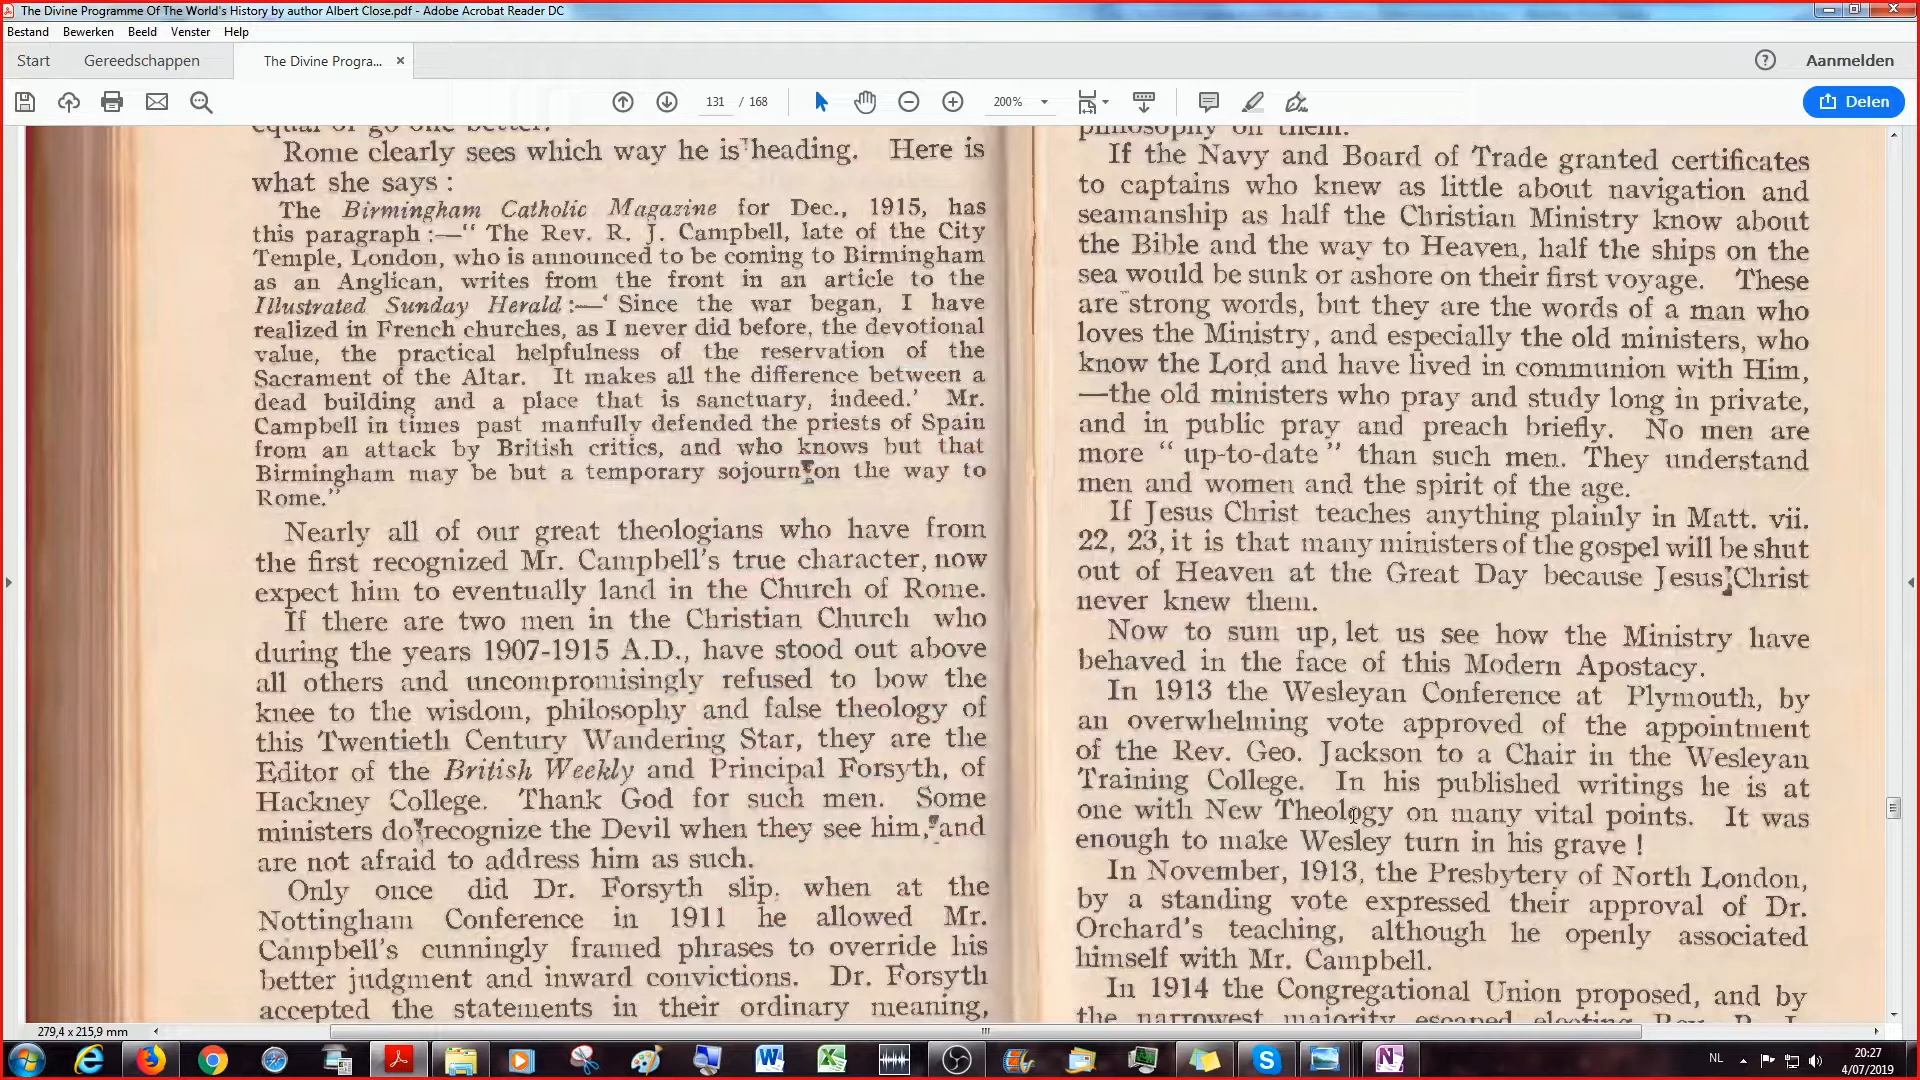 The Divine Programme Of The World's History by author Albert Close.pdf - Adobe Acrobat Reader DC
Bestand Bewerken Beeld Venster Help
Start Gereedschappen The Divine Progra... × Aanmelden
131 / 168 200% Delen
equal or go one better.
Rome clearly sees which way he is heading. Here is
what she says :
The Birmingham Catholic Magazine for Dec., 1915, has
this paragraph :—" The Rev. R. J. Campbell, late of the City
Temple, London, who is announced to be coming to Birmingham
as an Anglican, writes from the front in an article to the
Illustrated Sunday Herald :—' Since the war began, I have
realized in French churches, as I never did before, the devotional
value, the practical helpfulness of the reservation of the
Sacrament of the Altar. It makes all the difference between a
dead building and a place that is sanctuary, indeed.' Mr.
Campbell in times past manfully defended the priests of Spain
from an attack by British critics, and who knows but that
Birmingham may be but a temporary sojourn on the way to
Rome."
Nearly all of our great theologians who have from
the first recognized Mr. Campbell's true character, now
expect him to eventually land in the Church of Rome.
If there are two men in the Christian Church who
during the years 1907-1915 A.D., have stood out above
all others and uncompromisingly refused to bow the
knee to the wisdom, philosophy and false theology of
this Twentieth Century Wandering Star, they are the
Editor of the British Weekly and Principal Forsyth, of
Hackney College. Thank God for such men. Some
ministers do recognize the Devil when they see him, and
are not afraid to address him as such.
Only once did Dr. Forsyth slip, when at the
Nottingham Conference in 1911 he allowed Mr.
Campbell's cunningly framed phrases to override his
better judgment and inward convictions. Dr. Forsyth
accepted the statements in their ordinary meaning,
philosophy on them.
If the Navy and Board of Trade granted certificates
to captains who knew as little about navigation and
seamanship as half the Christian Ministry know about
the Bible and the way to Heaven, half the ships on the
sea would be sunk or ashore on their first voyage. These
are strong words, but they are the words of a man who
loves the Ministry, and especially the old ministers, who
know the Lord and have lived in communion with Him,
—the old ministers who pray and study long in private,
and in public pray and preach briefly. No men are
more " up-to-date " than such men. They understand
men and women and the spirit of the age.
If Jesus Christ teaches anything plainly in Matt. vii.
22, 23, it is that many ministers of the gospel will be shut
out of Heaven at the Great Day because Jesus Christ
never knew them.
Now to sum up, let us see how the Ministry have
behaved in the face of this Modern Apostacy.
In 1913 the Wesleyan Conference at Plymouth, by
an overwhelming vote approved of the appointment
of the Rev. Geo. Jackson to a Chair in the Wesleyan
Training College. In his published writings he is at
one with New Theology on many vital points. It was
enough to make Wesley turn in his grave !
In November, 1913, the Presbytery of North London,
by a standing vote expressed their approval of Dr.
Orchard's teaching, although he openly associated
himself with Mr. Campbell.
In 1914 the Congregational Union proposed, and by
the narrowest majority escaped electing Rev. R. J.
279,4 x 215,9 mm
NL 20:27
4/07/2019